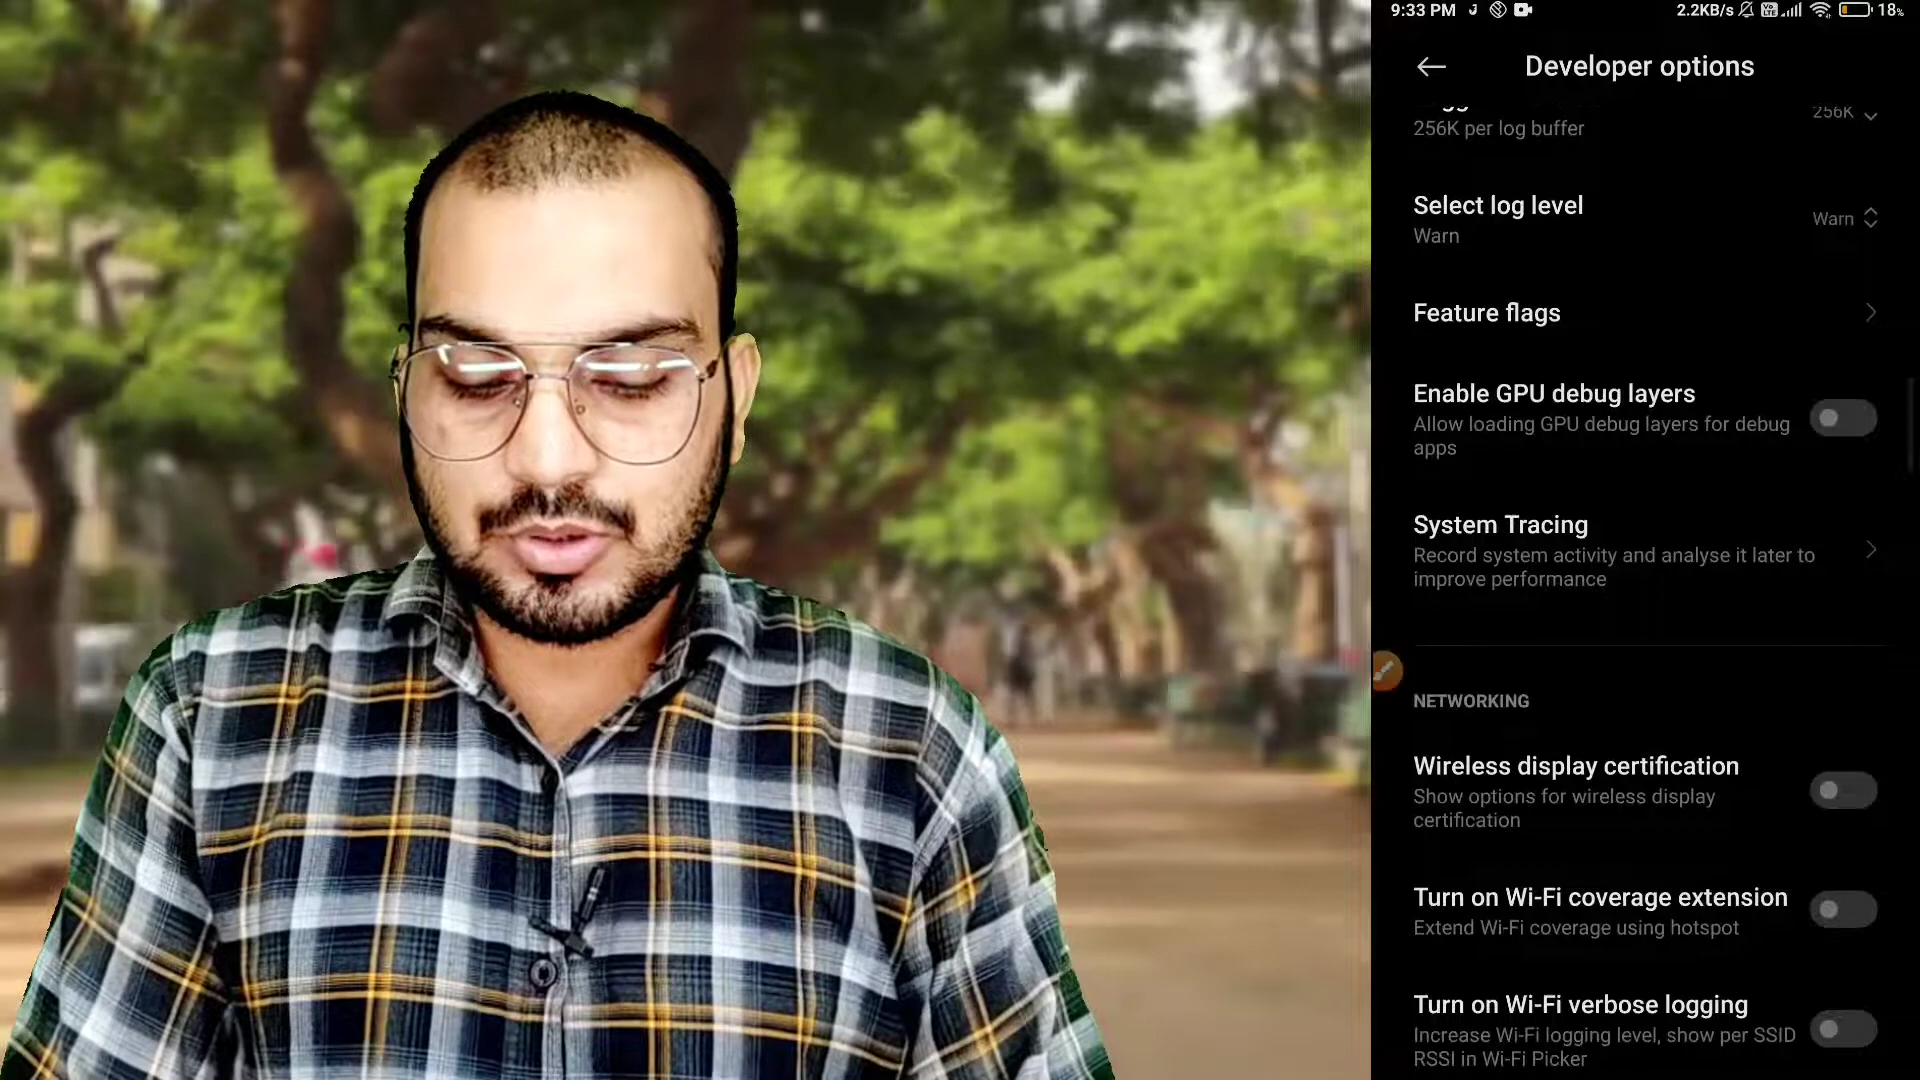 9:33 PM
2.2KB/s
18%
Developer options
256K
256K per log buffer
Select log level
Warn
Warn
Feature flags
Enable GPU debug layers
Allow loading GPU debug layers for debug
apps
System Tracing
Record system activity and analyse it later to
improve performance
NETWORKING
Wireless display certification
Show options for wireless display
certification
Turn on Wi-Fi coverage extension
Extend Wi-Fi coverage using hotspot
Turn on Wi-Fi verbose logging
Increase Wi-Fi logging level, show per SSID
RSSI in Wi-Fi Picker